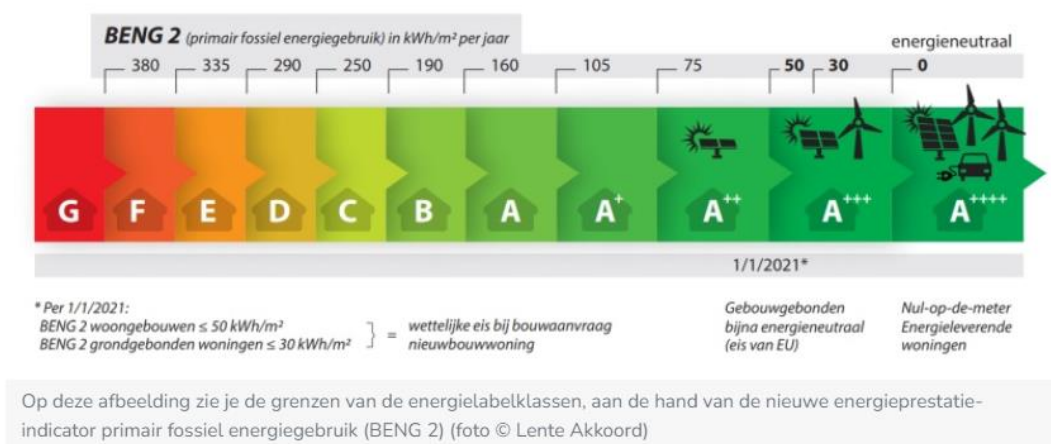 BENG 2 (primair fossiel energiegebruik) in kWh/m² per jaar
energieneutraal
380 335 290 250 190 160 105 75 50 30 0
G F E D C B A A+ A++ A+++ A++++
1/1/2021*
* Per 1/1/2021:
BENG 2 woongebouwen ≤ 50 kWh/m²
BENG 2 grondgebonden woningen ≤ 30 kWh/m²
} =
wettelijke eis bij bouwaanvraag
nieuwbouwwoning
Gebouwgebonden
bijna energieneutraal
(eis van EU)
Nul-op-de-meter
Energieleverende
woningen
Op deze afbeelding zie je de grenzen van de energielabelklassen, aan de hand van de nieuwe energieprestatie-
indicator primair fossiel energiegebruik (BENG 2) (foto © Lente Akkoord)